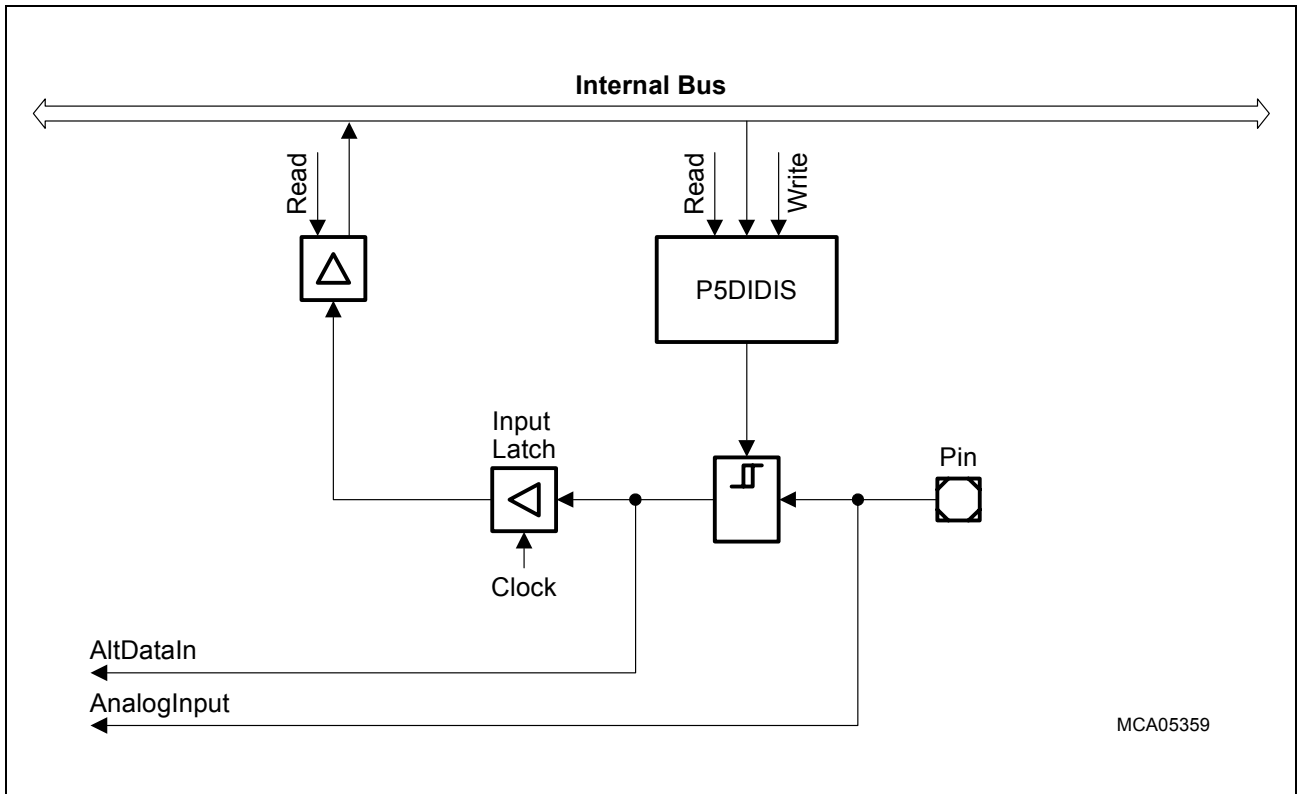 Internal Bus
Read
Read
Write
P5DIDIS
Input
Latch
Pin
Clock
AltDataIn
AnalogInput
MCA05359